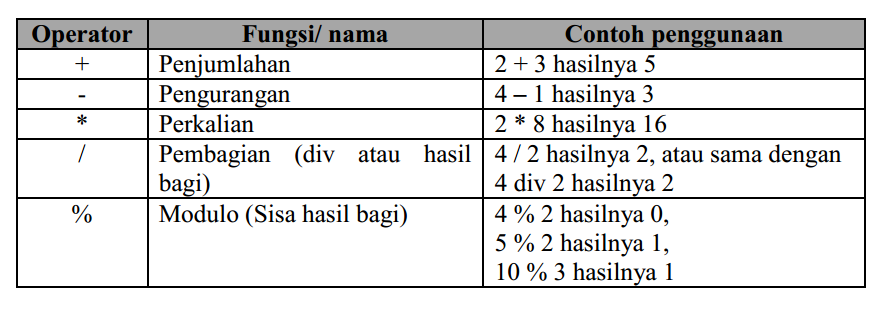 Operator Fungsi/ nama Contoh penggunaan
+ Penjumlahan 2 + 3 hasilnya 5
- Pengurangan 4 – 1 hasilnya 3
* Perkalian 2 * 8 hasilnya 16
/ Pembagian (div atau hasil 4 / 2 hasilnya 2, atau sama dengan
bagi) 4 div 2 hasilnya 2
% Modulo (Sisa hasil bagi) 4 % 2 hasilnya 0,
5 % 2 hasilnya 1,
10 % 3 hasilnya 1